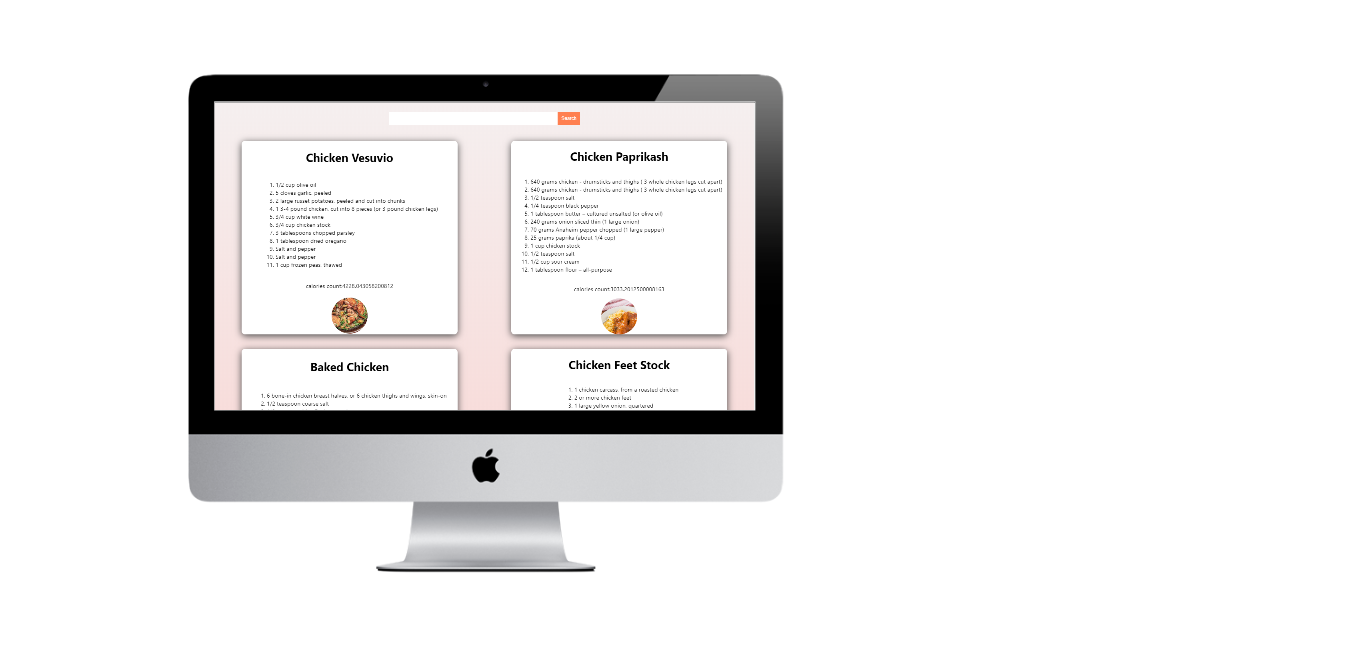 Search
Chicken Vesuvio
1. 1/2 cup olive oil
2. 5 cloves garlic, peeled
3. 2 large russet potatoes, peeled and cut into chunks
4. 1 3-4 pound chicken, cut into 8 pieces (or 3 pound chicken legs)
5. 3/4 cup white wine
6. 3/4 cup chicken stock
7. 3 tablespoons chopped parsley
8. 1 tablespoon dried oregano
9. Salt and pepper
10. Salt and pepper
11. 1 cup frozen peas, thawed
calories count:4228.043058200812
Chicken Paprikash
1. 640 grams chicken - drumsticks and thighs ( 3 whole chicken legs cut apart)
2. 640 grams chicken - drumsticks and thighs ( 3 whole chicken legs cut apart)
3. 1/2 teaspoon salt
4. 1/4 teaspoon black pepper
5. 1 tablespoon butter – cultured unsalted (or olive oil)
6. 240 grams onion sliced thin (1 large onion)
7. 70 grams Anaheim pepper chopped (1 large pepper)
8. 25 grams paprika (about 1/4 cup)
9. 1 cup chicken stock
10. 1/2 teaspoon salt
11. 1/2 cup sour cream
12. 1 tablespoon flour – all-purpose
calories count:3033.2012500008163
Baked Chicken
1. 6 bone-in chicken breast halves, or 6 chicken thighs and wings, skin-on
2. 1/2 teaspoon coarse salt
Chicken Feet Stock
1. 1 chicken carcass, from a roasted chicken
2. 2 or more chicken feet
3. 1 large yellow onion, quartered